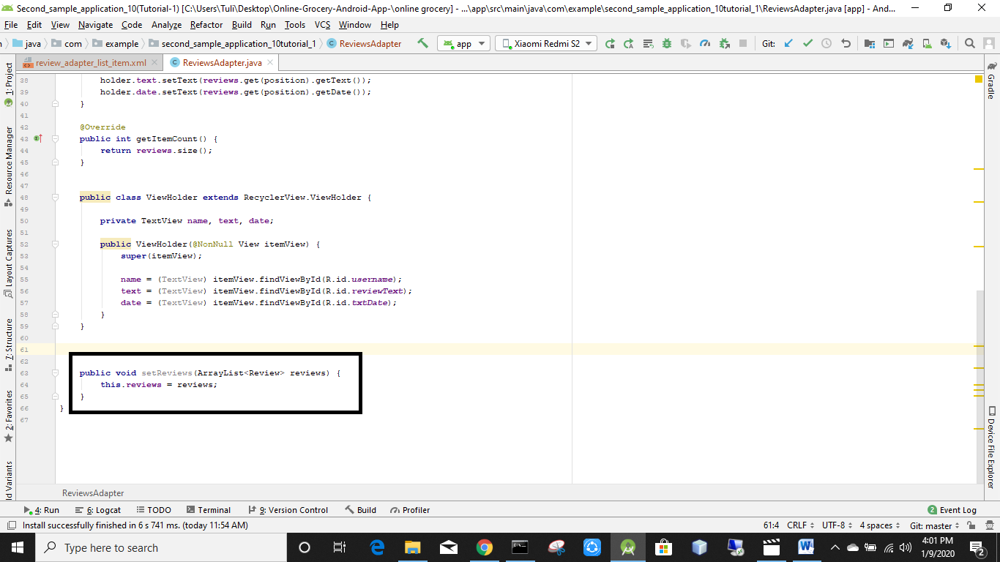 Second_sample_application_10(Tutorial-1) [C:\Users\Tuli\Desktop\Online-Grocery-Android-App-\online grocery] - ...\app\src\main\java\com\example\second_sample_application_10tutorial_1\ReviewsAdapter.java [app] - And...
File Edit View Navigate Code Analyze Refactor Build Run Tools VCS Window Help
java com example second_sample_application_10tutorial_1 ReviewsAdapter app Xiaomi Redmi S2 Git:
review_adapter_list_item.xml ReviewsAdapter.java
1: Project
Resource Manager
Layout Captures
7: Structure
2: Favorites
ld Variants
38 holder.text.setText(reviews.get(position).getText());
39 holder.date.setText(reviews.get(position).getDate());
40 }
41
42 @Override
43 public int getItemCount() {
44 return reviews.size();
45 }
46
47
48 public class ViewHolder extends RecyclerView.ViewHolder {
49
50 private TextView name, text, date;
51
52 public ViewHolder(@NonNull View itemView) {
53 super(itemView);
54
55 name = (TextView) itemView.findViewById(R.id.username);
56 text = (TextView) itemView.findViewById(R.id.reviewText);
57 date = (TextView) itemView.findViewById(R.id.txtDate);
58 }
59 }
60
61
62
63 public void setReviews(ArrayList<Review> reviews) {
64 this.reviews = reviews;
65 }
66 }
67
Gradle
Device File Explorer
ReviewsAdapter
4: Run 6: Logcat TODO Terminal 9: Version Control Build Profiler 2 Event Log
Install successfully finished in 6 s 741 ms. (today 11:54 AM) 61:4 CRLF UTF-8 4 spaces Git: master
Type here to search
4:01 PM
1/9/2020
2